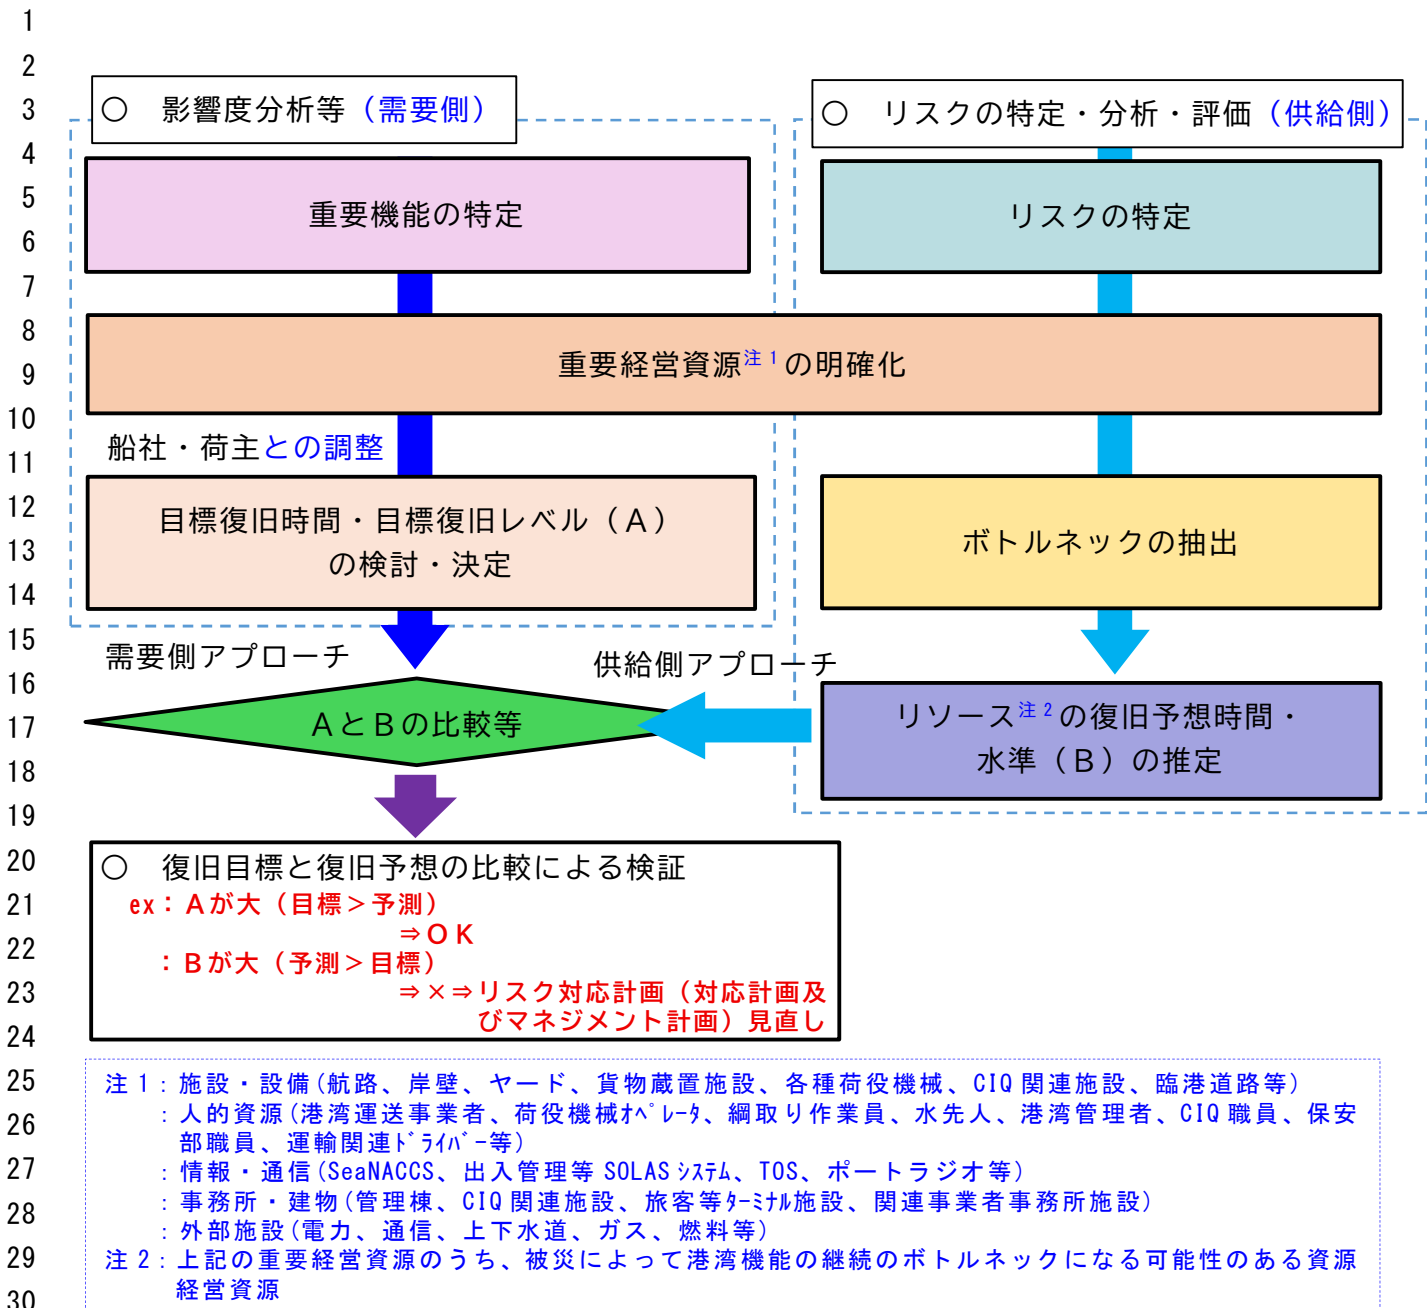 1
2
3
4
5
6
7
8
9
10
11
12
13
14
15
16
17
18
19
20
21
22
23
24
25
26
27
28
29
30
○　影響度分析等（需要側）
重要機能の特定
○　リスクの特定・分析・評価（供給側）
リスクの特定
重要経営資源注1の明確化
船社・荷主との調整
目標復旧時間・目標復旧レベル（Ａ）
の検討・決定
ボトルネックの抽出
需要側アプローチ
供給側アプローチ
ＡとＢの比較等
リソース注2の復旧予想時間・
水準（Ｂ）の推定
○　復旧目標と復旧予想の比較による検証
ex：Ａが大（目標＞予測）
⇒ＯＫ
：Ｂが大（予測＞目標）
⇒×⇒リスク対応計画（対応計画及
びマネジメント計画）見直し
注1：施設・設備(航路、岸壁、ヤード、貨物蔵置施設、各種荷役機械、CIQ関連施設、臨港道路等)
：人的資源(港湾運送事業者、荷役機械ｵﾍﾟﾚｰﾀ、綱取り作業員、水先人、港湾管理者、CIQ職員、保安
部職員、運輸関連ﾄﾞﾗｲﾊﾞｰ等)
：情報・通信(SeaNACCS、出入管理等SOLASｼｽﾃﾑ、TOS、ポートラジオ等)
：事務所・建物(管理棟、CIQ関連施設、旅客等ﾀｰﾐﾅﾙ施設、関連事業者事務所施設)
：外部施設(電力、通信、上下水道、ガス、燃料等)
注2：上記の重要経営資源のうち、被災によって港湾機能の継続のボトルネックになる可能性のある資源
経営資源